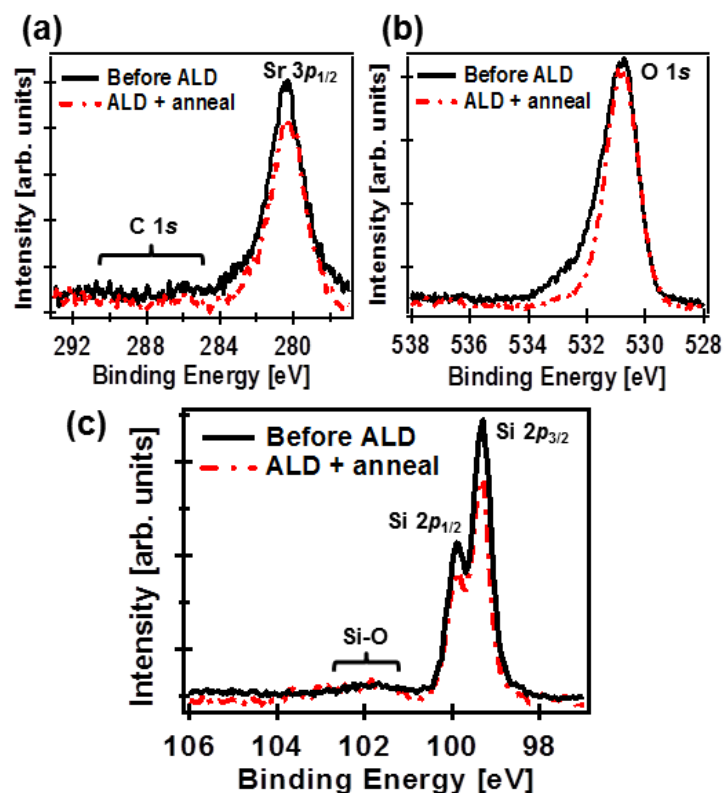 (a)
Before ALD
ALD + anneal
Sr 3p1/2
C 1s
Intensity [arb. units]
292 288 284 280
Binding Energy [eV]
(b)
Before ALD
ALD + anneal
O 1s
Intensity [arb. units]
538 536 534 532 530 528
Binding Energy [eV]
(c)
Before ALD
ALD + anneal
Si 2p3/2
Si 2p1/2
Si-O
Intensity [arb. units]
106 104 102 100 98
Binding Energy [eV]